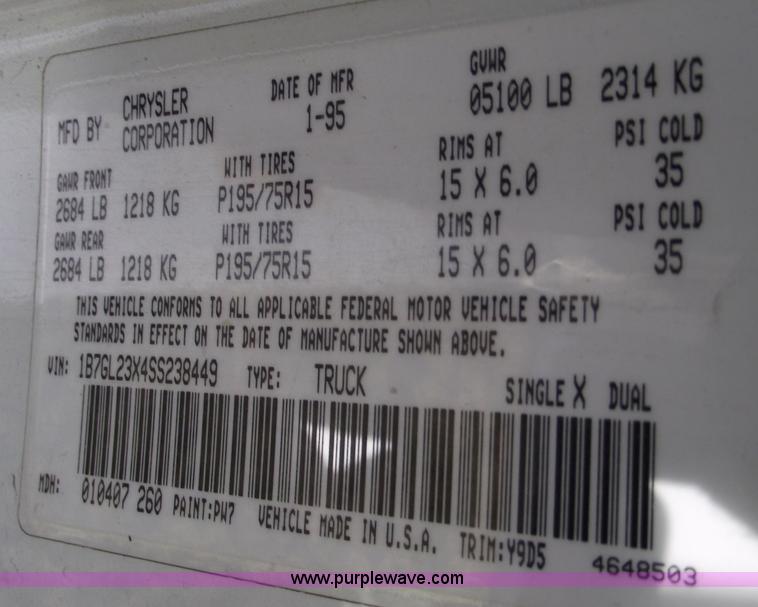 MFD BY CHRYSLER CORPORATION DATE OF MFR 1-95 GVWR 05100 LB 2314 KG
GAWR FRONT WITH TIRES RIMS AT PSI COLD
2684 LB 1218 KG P195/75R15 15 X 6.0 35
GAWR REAR WITH TIRES RIMS AT PSI COLD
2684 LB 1218 KG P195/75R15 15 X 6.0 35
THIS VEHICLE CONFORMS TO ALL APPLICABLE FEDERAL MOTOR VEHICLE SAFETY
STANDARDS IN EFFECT ON THE DATE OF MANUFACTURE SHOWN ABOVE.
VIN: 1B7GL23X4SS238449 TYPE: TRUCK SINGLE X DUAL
MDH: 010407 260 PAINT:PW7 VEHICLE MADE IN U.S.A. TRIM:Y9D5 4648503
www.purplewave.com